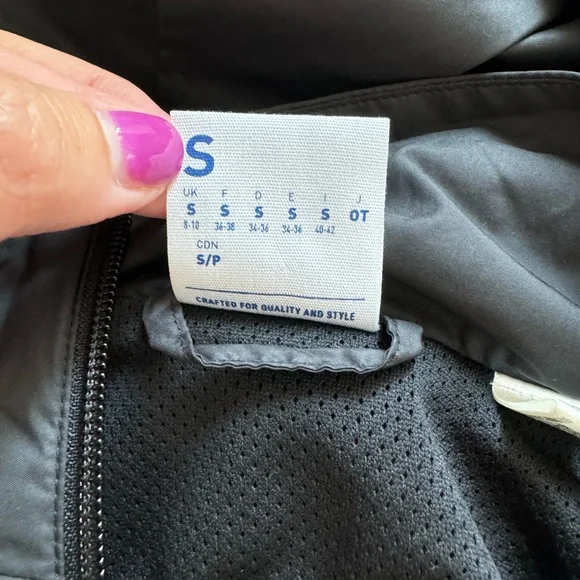 S
UK F D E I J
S S S S S OT
8-10 36-38 34-36 34-36 40-42
CDN
S/P
CRAFTED FOR QUALITY AND STYLE